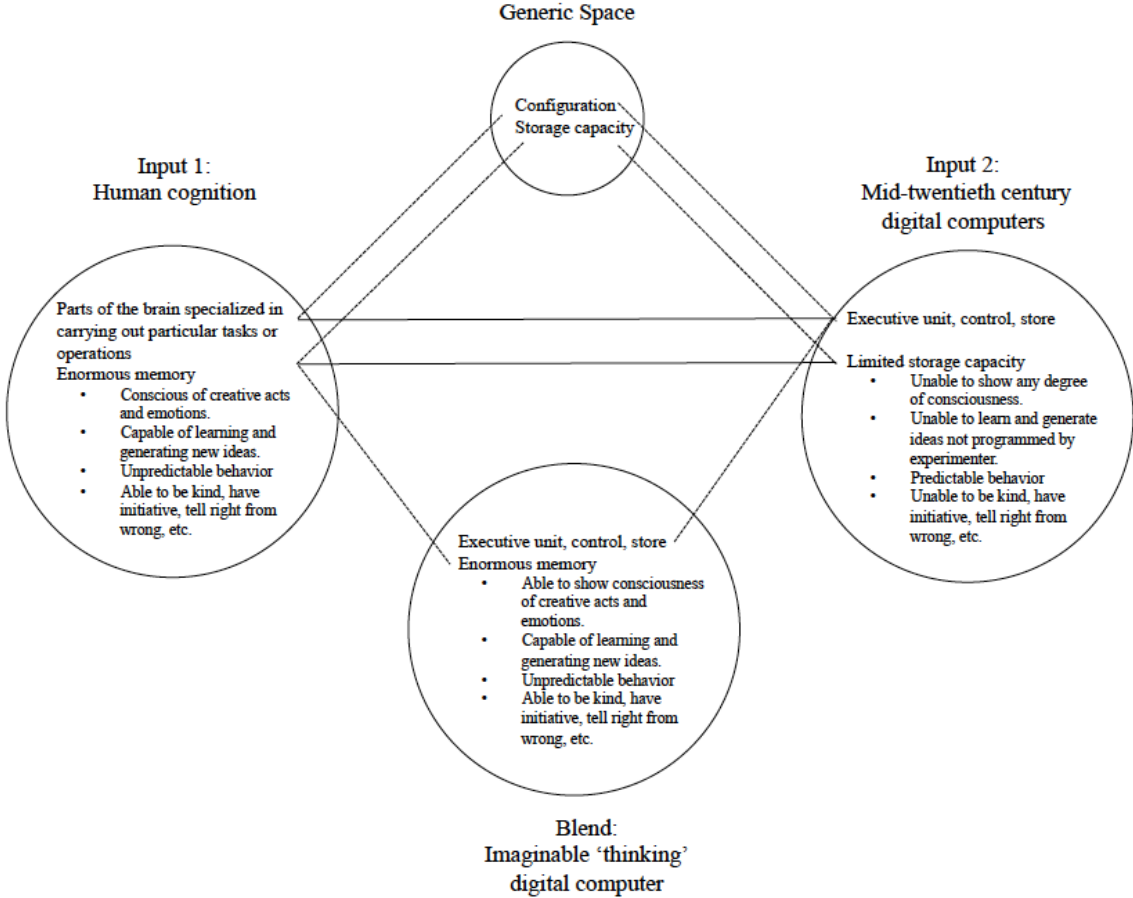 Generic Space
Configuration
Storage capacity
Input 1:
Human cognition
Input 2:
Mid-twentieth century
digital computers
Parts of the brain specialized in
carrying out particular tasks or
operations
Enormous memory
• Conscious of creative acts
and emotions.
• Capable of learning and
generating new ideas.
• Unpredictable behavior
• Able to be kind, have
initiative, tell right from
wrong, etc.
Executive unit, control, store
Limited storage capacity
• Unable to show any degree
of consciousness.
• Unable to learn and generate
ideas not programmed by
experimenter.
• Predictable behavior
• Unable to be kind, have
initiative, tell right from
wrong, etc.
Executive unit, control, store
Enormous memory
• Able to show consciousness
of creative acts and
emotions.
• Capable of learning and
generating new ideas.
• Unpredictable behavior
• Able to be kind, have
initiative, tell right from
wrong, etc.
Blend:
Imaginable ‘thinking’
digital computer